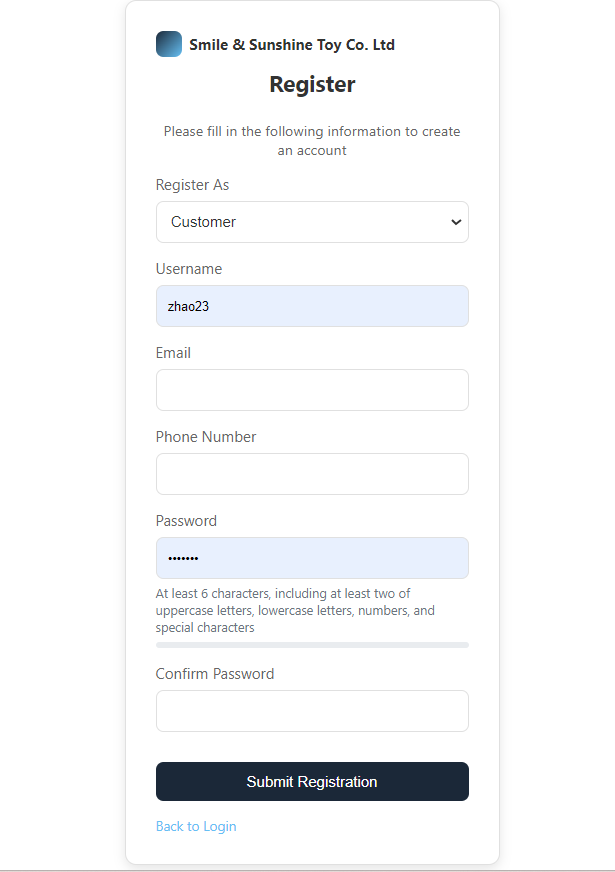 Smile & Sunshine Toy Co. Ltd
Register
Please fill in the following information to create
an account
Register As
Customer
Username
zhao23
Email
Phone Number
Password
•••••••
At least 6 characters, including at least two of
uppercase letters, lowercase letters, numbers, and
special characters
Confirm Password
Submit Registration
Back to Login